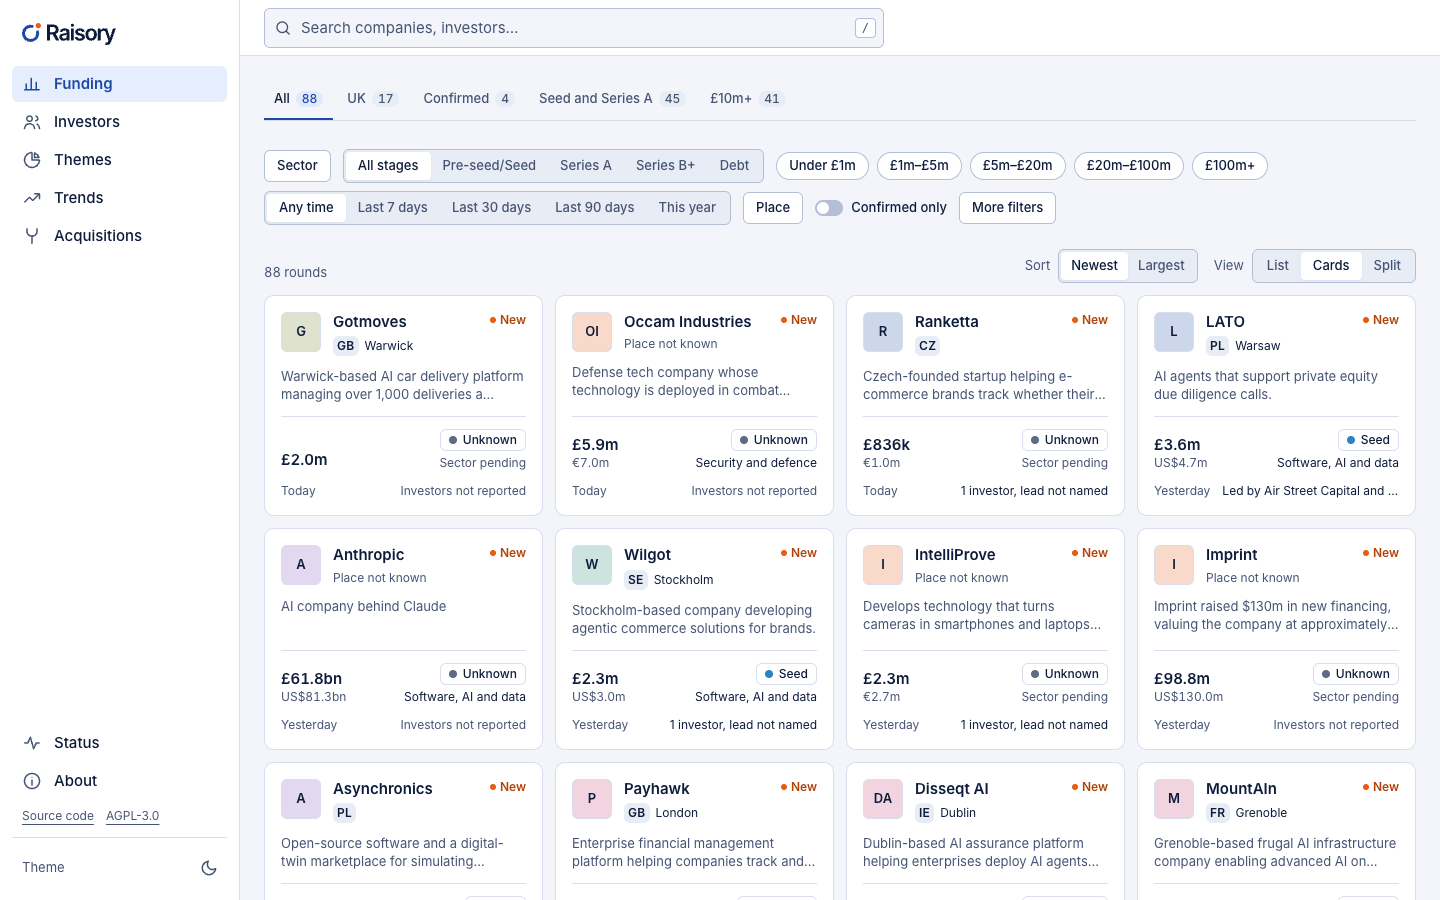 Raisory
Funding
Investors
Themes
Trends
Acquisitions
Status
About
Source code AGPL-3.0
Theme
Search companies, investors... /
All 88 UK 17 Confirmed 4 Seed and Series A 45 £10m+ 41
Sector All stages Pre-seed/Seed Series A Series B+ Debt Under £1m £1m–£5m £5m–£20m £20m–£100m £100m+
Any time Last 7 days Last 30 days Last 90 days This year Place Confirmed only More filters
88 rounds Sort Newest Largest View List Cards Split
G Gotmoves New
GB Warwick
Warwick-based AI car delivery platform
managing over 1,000 deliveries a...
Unknown
£2.0m
Sector pending
Today Investors not reported
OI Occam Industries New
Place not known
Defense tech company whose
technology is deployed in combat...
£5.9m Unknown
€7.0m Security and defence
Today Investors not reported
R Ranketta New
CZ
Czech-founded startup helping e-
commerce brands track whether their...
£836k Unknown
€1.0m Sector pending
Today 1 investor, lead not named
L LATO New
PL Warsaw
AI agents that support private equity
due diligence calls.
£3.6m Seed
US$4.7m Software, AI and data
Yesterday Led by Air Street Capital and ...
A Anthropic New
Place not known
AI company behind Claude
£61.8bn Unknown
US$81.3bn Software, AI and data
Yesterday Investors not reported
W Wilgot New
SE Stockholm
Stockholm-based company developing
agentic commerce solutions for brands.
£2.3m Seed
US$3.0m Software, AI and data
Yesterday 1 investor, lead not named
I IntelliProve New
Place not known
Develops technology that turns
cameras in smartphones and laptops...
£2.3m Unknown
€2.7m Sector pending
Yesterday 1 investor, lead not named
I Imprint New
Place not known
Imprint raised $130m in new financing,
valuing the company at approximately...
£98.8m Unknown
US$130.0m Sector pending
Yesterday Investors not reported
A Asynchronics New
PL
Open-source software and a digital-
twin marketplace for simulating...
P Payhawk New
GB London
Enterprise financial management
platform helping companies track and...
DA Disseqt AI New
IE Dublin
Dublin-based AI assurance platform
helping enterprises deploy AI agents...
M MountAIn New
FR Grenoble
Grenoble-based frugal AI infrastructure
company enabling advanced AI on...